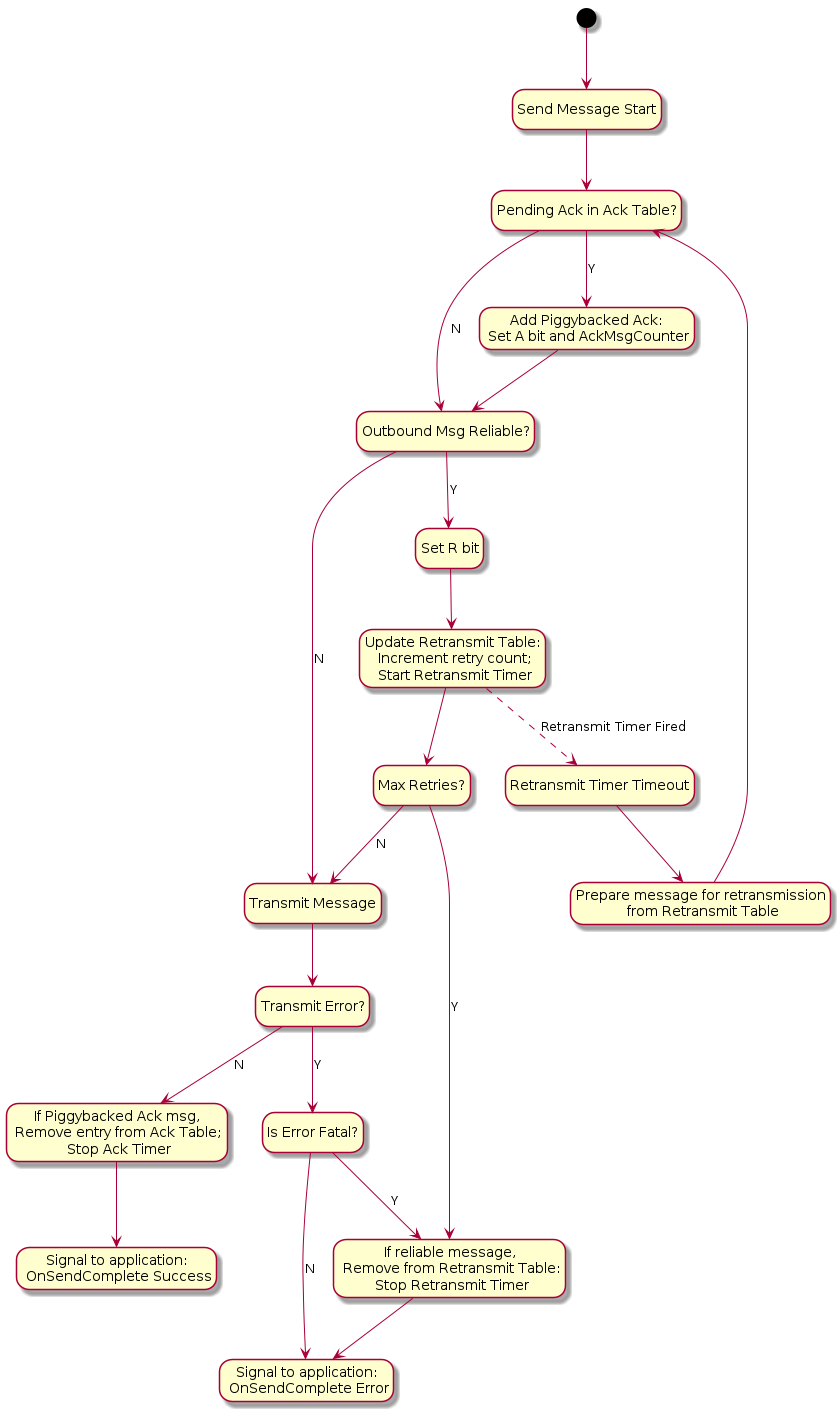 Send Message Start
Pending Ack in Ack Table?
Y
Add Piggybacked Ack:
Set A bit and AckMsgCounter
N
Outbound Msg Reliable?
Y
Set R bit
Update Retransmit Table:
Increment retry count;
Start Retransmit Timer
N
Retransmit Timer Fired
Max Retries?
Retransmit Timer Timeout
N
Transmit Message
Prepare message for retransmission
from Retransmit Table
Transmit Error?
Y
N
Y
If Piggybacked Ack msg,
Remove entry from Ack Table;
Stop Ack Timer
Is Error Fatal?
Y
Signal to application:
OnSendComplete Success
N
If reliable message,
Remove from Retransmit Table:
Stop Retransmit Timer
Signal to application:
OnSendComplete Error